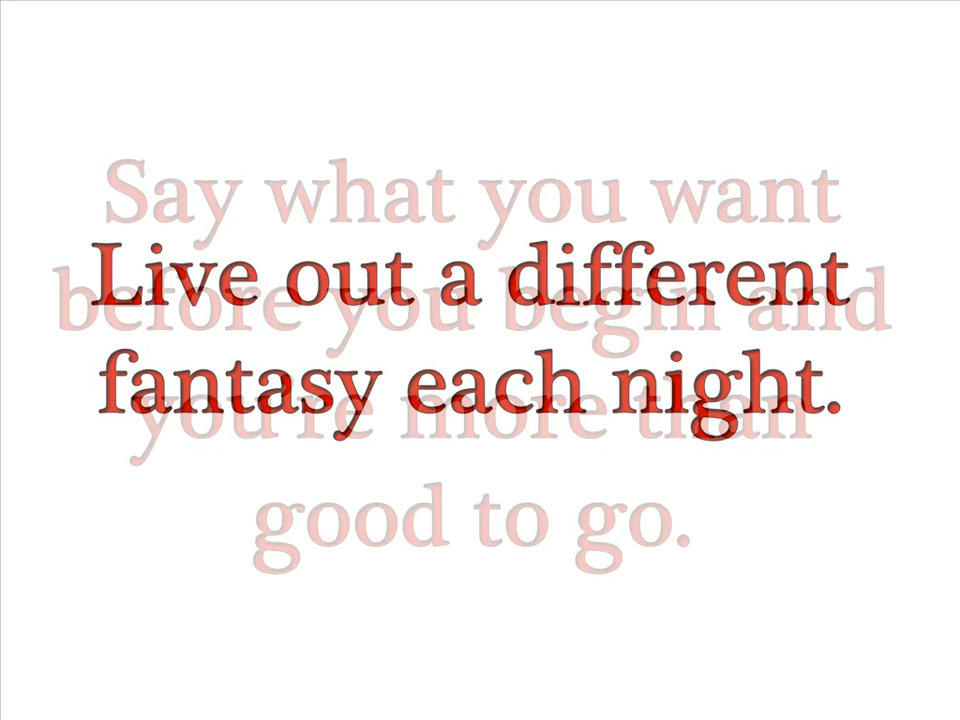 Say what you want
Live out a different
before you begin and
fantasy each night.
you're more than
good to go.